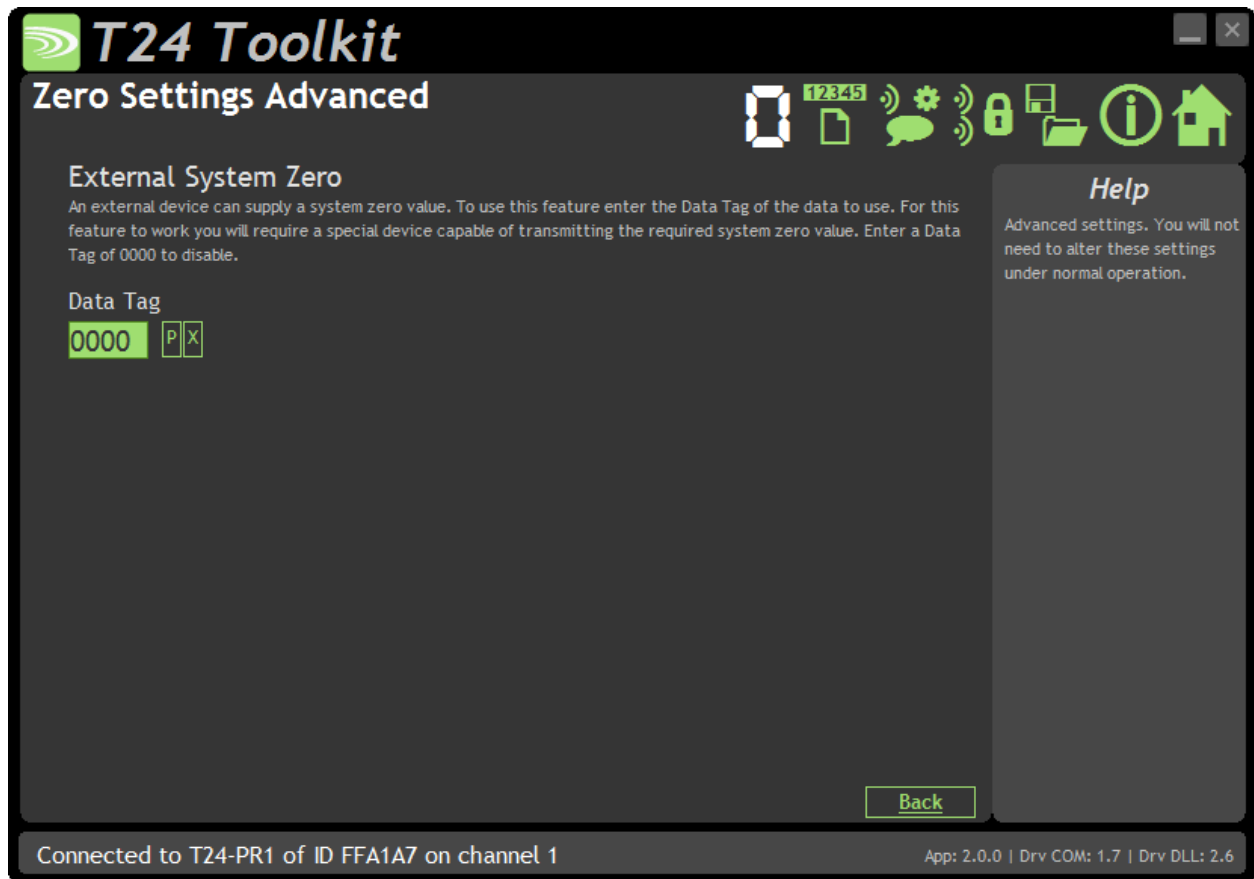 T24 Toolkit
Zero Settings Advanced
0
12345
External System Zero
An external device can supply a system zero value. To use this feature enter the Data Tag of the data to use. For this
feature to work you will require a special device capable of transmitting the required system zero value. Enter a Data
Tag of 0000 to disable.
Data Tag
0000 P X
Back
Help
Advanced settings. You will not
need to alter these settings
under normal operation.
Connected to T24-PR1 of ID FFA1A7 on channel 1
App: 2.0.0 | Drv COM: 1.7 | Drv DLL: 2.6